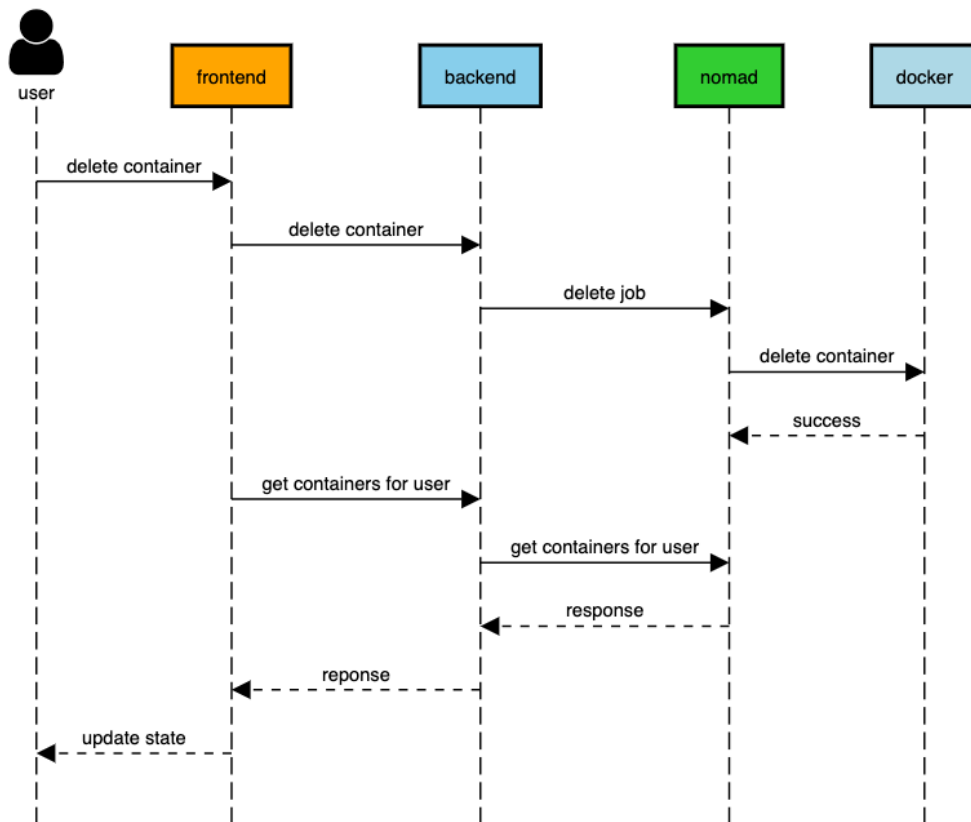 user
frontend
backend
nomad
docker
delete container
delete container
delete job
delete container
success
get containers for user
get containers for user
response
reponse
update state